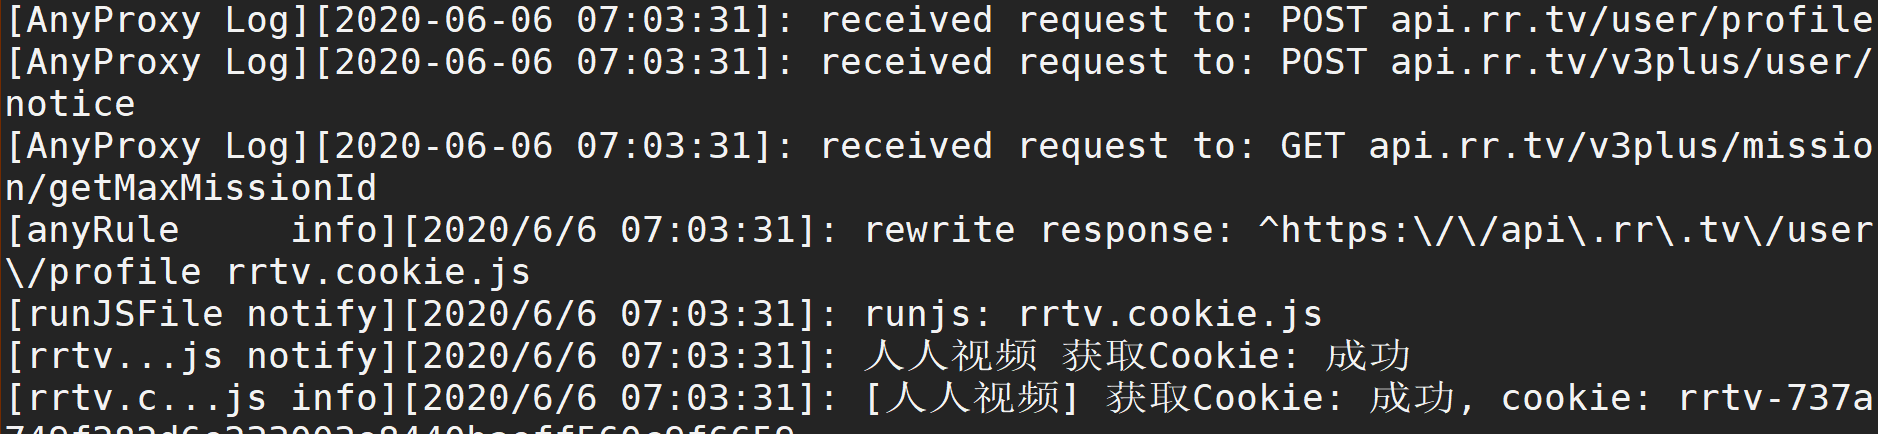 [AnyProxy Log][2020-06-06 07:03:31]: received request to: POST api.rr.tv/user/profile
[AnyProxy Log][2020-06-06 07:03:31]: received request to: POST api.rr.tv/v3plus/user/
notice
[AnyProxy Log][2020-06-06 07:03:31]: received request to: GET api.rr.tv/v3plus/missio
n/getMaxMissionId
[anyRule     info][2020/6/6 07:03:31]: rewrite response: ^https:\/\/api\.rr\.tv\/user
\/profile rrtv.cookie.js
[runJSFile notify][2020/6/6 07:03:31]: runjs: rrtv.cookie.js
[rrtv...js notify][2020/6/6 07:03:31]: 人人视频 获取Cookie: 成功
[rrtv.c...js info][2020/6/6 07:03:31]: [人人视频] 获取Cookie: 成功, cookie: rrtv-737a